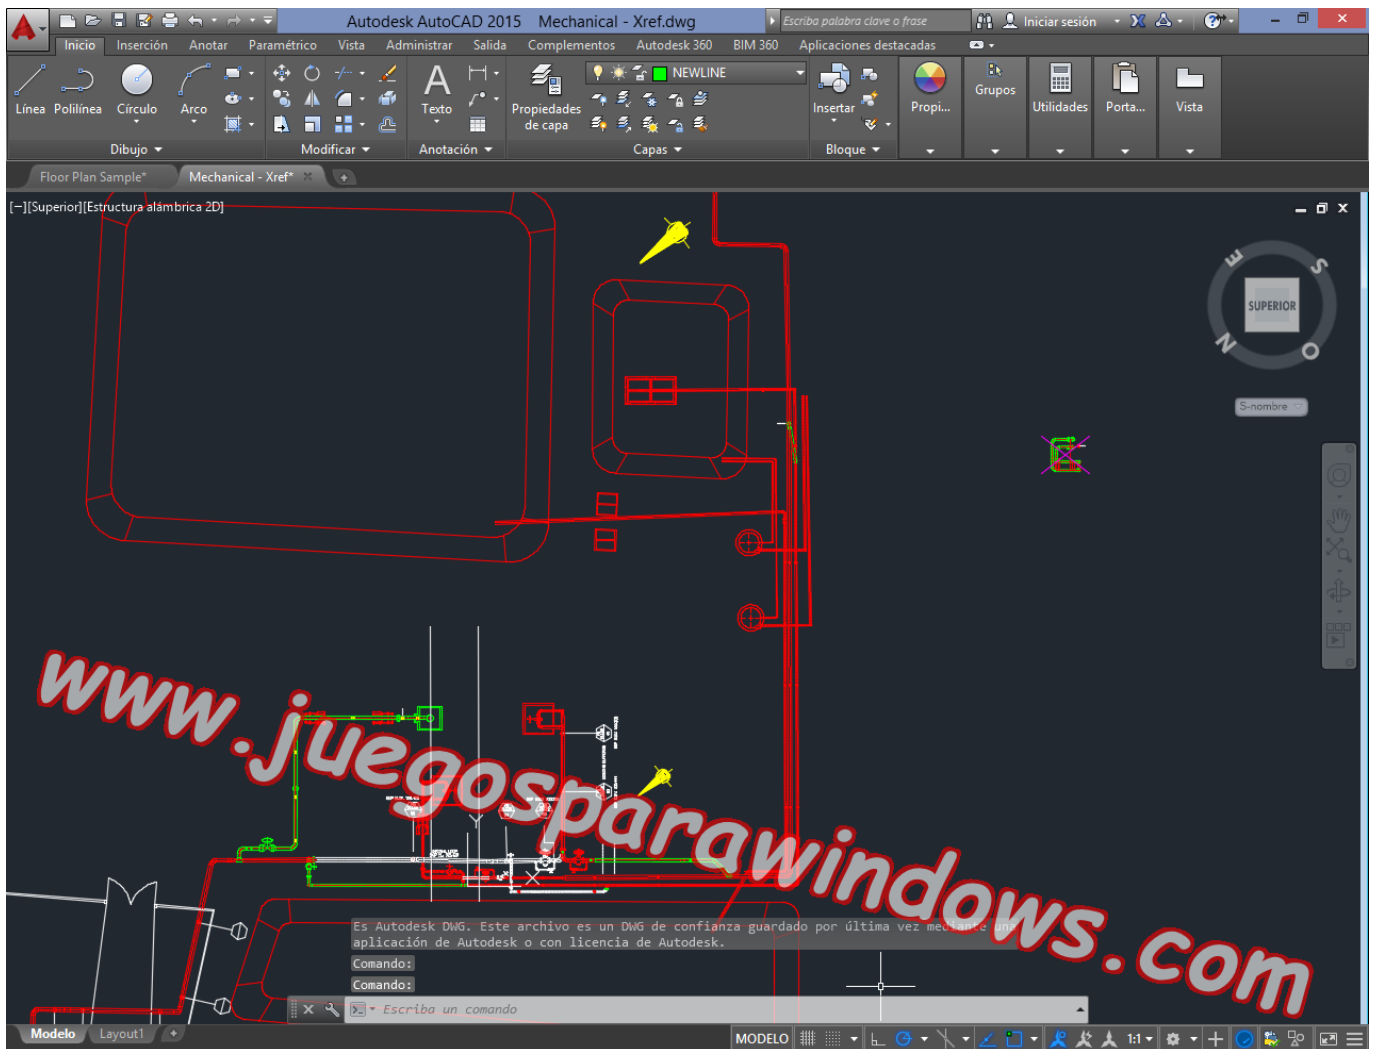 Autodesk AutoCAD 2015 Mechanical - Xref.dwg
Escriba palabra clave o frase
Iniciar sesión
Inicio Inserción Anotar Paramétrico Vista Administrar Salida Complementos Autodesk 360 BIM 360 Aplicaciones destacadas
NEWLINE
Línea Polilínea Círculo Arco Texto Propiedades de capa Insertar Propi... Grupos Utilidades Porta... Vista
Dibujo Modificar Anotación Capas Bloque
Floor Plan Sample* Mechanical - Xref*
[−][Superior][Estructura alámbrica 2D]
E S
SUPERIOR
N O
S-nombre
www.juegosparawindows.com
Y
X
Es Autodesk DWG. Este archivo es un DWG de confianza guardado por última vez mediante una
aplicación de Autodesk o con licencia de Autodesk.
Comando:
Comando:
Escriba un comando
Modelo Layout1
MODELO 1:1